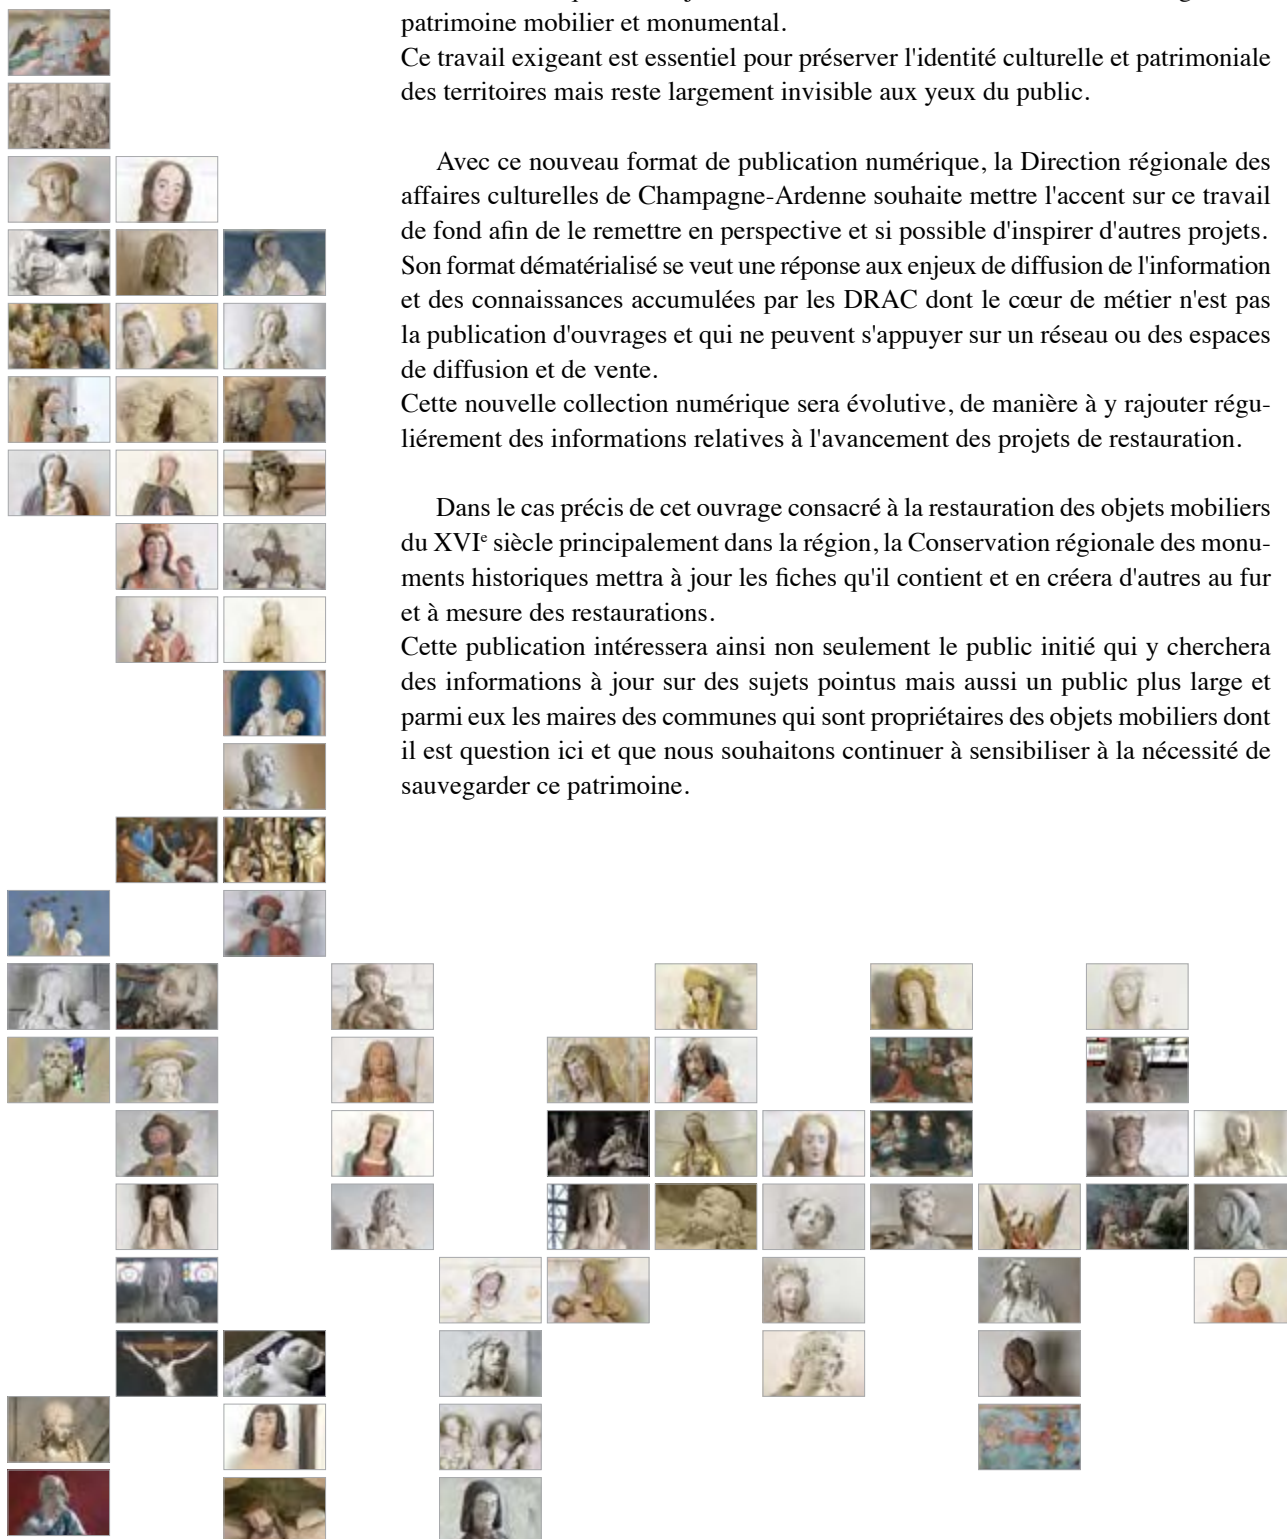 patrimoine mobilier et monumental.
Ce travail exigeant est essentiel pour préserver l'identité culturelle et patrimoniale
des territoires mais reste largement invisible aux yeux du public.
Avec ce nouveau format de publication numérique, la Direction régionale des
affaires culturelles de Champagne-Ardenne souhaite mettre l'accent sur ce travail
de fond afin de le remettre en perspective et si possible d'inspirer d'autres projets.
Son format dématérialisé se veut une réponse aux enjeux de diffusion de l'information
et des connaissances accumulées par les DRAC dont le cœur de métier n'est pas
la publication d'ouvrages et qui ne peuvent s'appuyer sur un réseau ou des espaces
de diffusion et de vente.
Cette nouvelle collection numérique sera évolutive, de manière à y rajouter régu-
liérement des informations relatives à l'avancement des projets de restauration.
Dans le cas précis de cet ouvrage consacré à la restauration des objets mobiliers
du XVIe siècle principalement dans la région, la Conservation régionale des monu-
ments historiques mettra à jour les fiches qu'il contient et en créera d'autres au fur
et à mesure des restaurations.
Cette publication intéressera ainsi non seulement le public initié qui y cherchera
des informations à jour sur des sujets pointus mais aussi un public plus large et
parmi eux les maires des communes qui sont propriétaires des objets mobiliers dont
il est question ici et que nous souhaitons continuer à sensibiliser à la nécessité de
sauvegarder ce patrimoine.